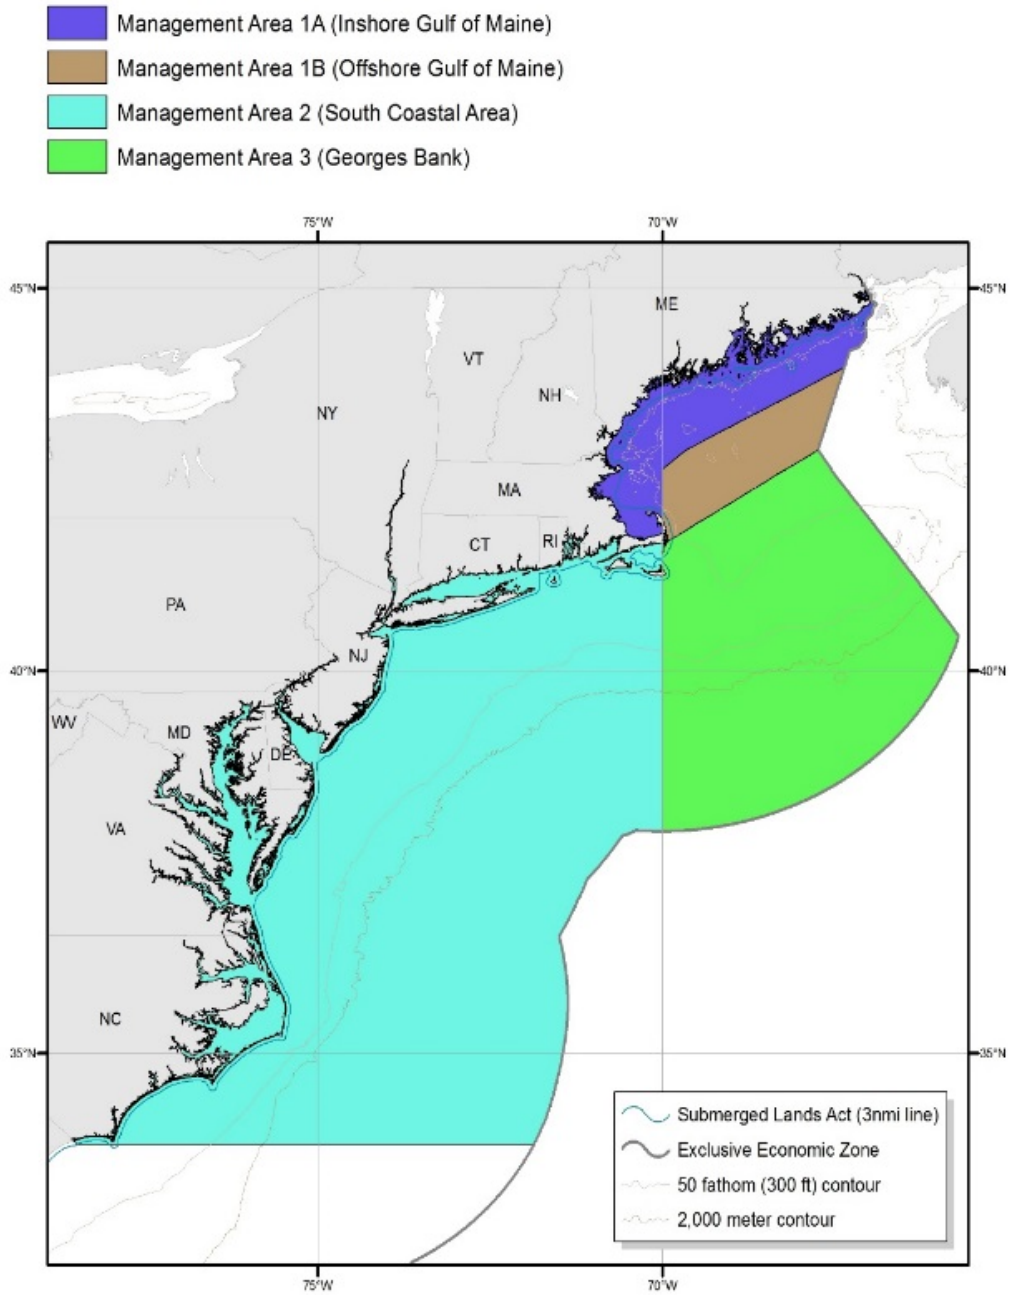 Management Area 1A (Inshore Gulf of Maine)
Management Area 1B (Offshore Gulf of Maine)
Management Area 2 (South Coastal Area)
Management Area 3 (Georges Bank)
75°W
70°W
45°N
45°N
ME
VT
NH
NY
MA
CT
RI
PA
NJ
40°N
40°N
WV
MD
DE
VA
NC
35°N
35°N
Submerged Lands Act (3nmi line)
Exclusive Economic Zone
50 fathom (300 ft) contour
2,000 meter contour
75°W
70°W